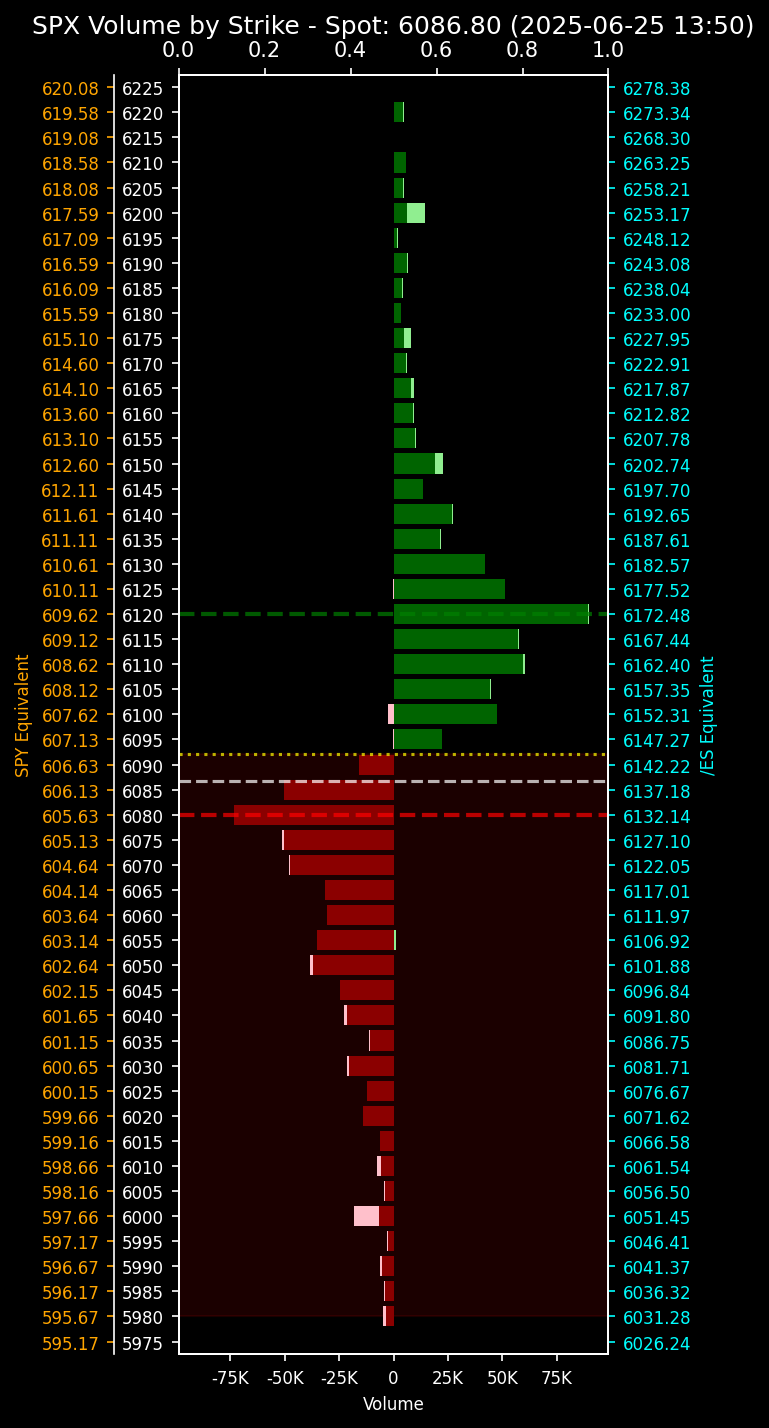 SPX Volume by Strike - Spot: 6086.80 (2025-06-25 13:50)
0.0 0.2 0.4 0.6 0.8 1.0
620.08 6225 6278.38
619.58 6220 6273.34
619.08 6215 6268.30
618.58 6210 6263.25
618.08 6205 6258.21
617.59 6200 6253.17
617.09 6195 6248.12
616.59 6190 6243.08
616.09 6185 6238.04
615.59 6180 6233.00
615.10 6175 6227.95
614.60 6170 6222.91
614.10 6165 6217.87
613.60 6160 6212.82
613.10 6155 6207.78
612.60 6150 6202.74
612.11 6145 6197.70
611.61 6140 6192.65
611.11 6135 6187.61
610.61 6130 6182.57
610.11 6125 6177.52
609.62 6120 6172.48
609.12 6115 6167.44
608.62 6110 6162.40
608.12 6105 6157.35
607.62 6100 6152.31
607.13 6095 6147.27
606.63 6090 6142.22
606.13 6085 6137.18
605.63 6080 6132.14
605.13 6075 6127.10
604.64 6070 6122.05
604.14 6065 6117.01
603.64 6060 6111.97
603.14 6055 6106.92
602.64 6050 6101.88
602.15 6045 6096.84
601.65 6040 6091.80
601.15 6035 6086.75
600.65 6030 6081.71
600.15 6025 6076.67
599.66 6020 6071.62
599.16 6015 6066.58
598.66 6010 6061.54
598.16 6005 6056.50
597.66 6000 6051.45
597.17 5995 6046.41
596.67 5990 6041.37
596.17 5985 6036.32
595.67 5980 6031.28
595.17 5975 6026.24
SPY Equivalent
/ES Equivalent
-75K -50K -25K 0 25K 50K 75K
Volume